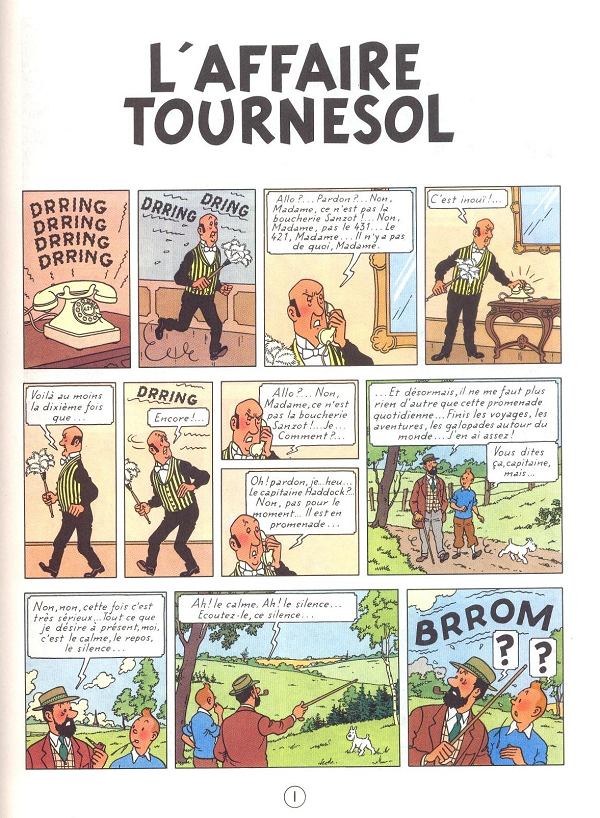 L'AFFAIRE
TOURNESOL
DRRING
DRRING
DRRING
DRRING
DRRING
DRING
Allo ?... Pardon ?... Non,
Madame, ce n'est pas la
boucherie Sanzot !... Non,
Madame, pas le 431... Le
421, Madame... Il n'y a pas
de quoi, Madame.
C'est inouï !...
Voilà au moins
la dixième fois
que...
DRRING
Encore !...
Allo ?... Non,
Madame, ce n'est
pas la boucherie
Sanzot !... Je...
Comment ?...
Oh ! pardon, je... heu...
Le capitaine Haddock ?...
Non, pas pour le
moment... Il est en
promenade...
...Et désormais, il ne me faut plus
rien d'autre que cette promenade
quotidienne... Finis les voyages, les
aventures, les galopades autour du
monde... J'en ai assez !
Vous dites
ça, capitaine,
mais...
Non, non, cette fois c'est
très sérieux... Tout ce que
je désire à présent, moi,
c'est le calme, le repos,
le silence...
Ah ! le calme. Ah ! le silence...
Ecoutez-le, ce silence...
BRROM
?
?
1